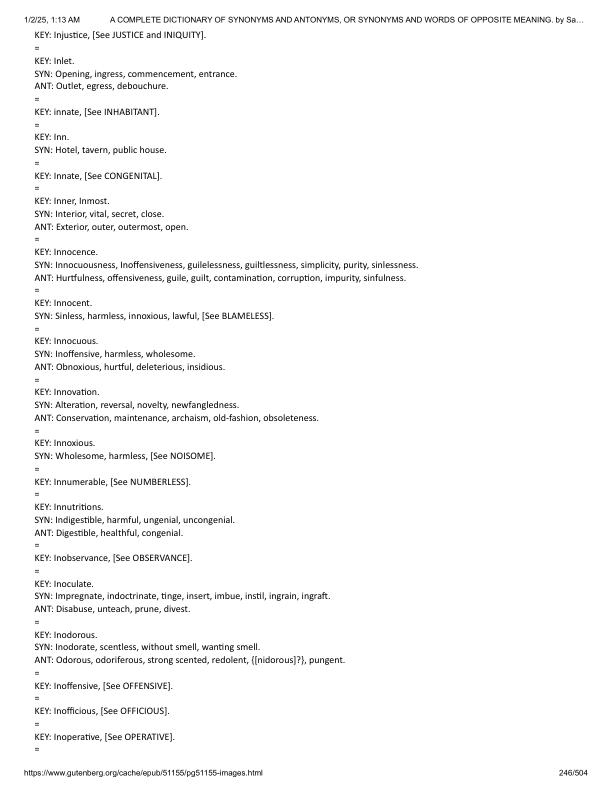 1/2/25, 1:13 AM A COMPLETE DICTIONARY OF SYNONYMS AND ANTONYMS, OR SYNONYMS AND WORDS OF OPPOSITE MEANING. by Sa…
KEY: Injustice, [See JUSTICE and INIQUITY].
=
KEY: Inlet.
SYN: Opening, ingress, commencement, entrance.
ANT: Outlet, egress, debouchure.
=
KEY: innate, [See INHABITANT].
=
KEY: Inn.
SYN: Hotel, tavern, public house.
=
KEY: Innate, [See CONGENITAL].
=
KEY: Inner, Inmost.
SYN: Interior, vital, secret, close.
ANT: Exterior, outer, outermost, open.
=
KEY: Innocence.
SYN: Innocuousness, Inoffensiveness, guilelessness, guiltlessness, simplicity, purity, sinlessness.
ANT: Hurtfulness, offensiveness, guile, guilt, contamination, corruption, impurity, sinfulness.
=
KEY: Innocent.
SYN: Sinless, harmless, innoxious, lawful, [See BLAMELESS].
=
KEY: Innocuous.
SYN: Inoffensive, harmless, wholesome.
ANT: Obnoxious, hurtful, deleterious, insidious.
=
KEY: Innovation.
SYN: Alteration, reversal, novelty, newfangledness.
ANT: Conservation, maintenance, archaism, old-fashion, obsoleteness.
=
KEY: Innoxious.
SYN: Wholesome, harmless, [See NOISOME].
=
KEY: Innumerable, [See NUMBERLESS].
=
KEY: Innutritions.
SYN: Indigestible, harmful, ungenial, uncongenial.
ANT: Digestible, healthful, congenial.
=
KEY: Inobservance, [See OBSERVANCE].
=
KEY: Inoculate.
SYN: Impregnate, indoctrinate, tinge, insert, imbue, instil, ingrain, ingraft.
ANT: Disabuse, unteach, prune, divest.
=
KEY: Inodorous.
SYN: Inodorate, scentless, without smell, wanting smell.
ANT: Odorous, odoriferous, strong scented, redolent, {[nidorous]?}, pungent.
=
KEY: Inoffensive, [See OFFENSIVE].
=
KEY: Inofficious, [See OFFICIOUS].
=
KEY: Inoperative, [See OPERATIVE].
=
https://www.gutenberg.org/cache/epub/51155/pg51155-images.html 246/504